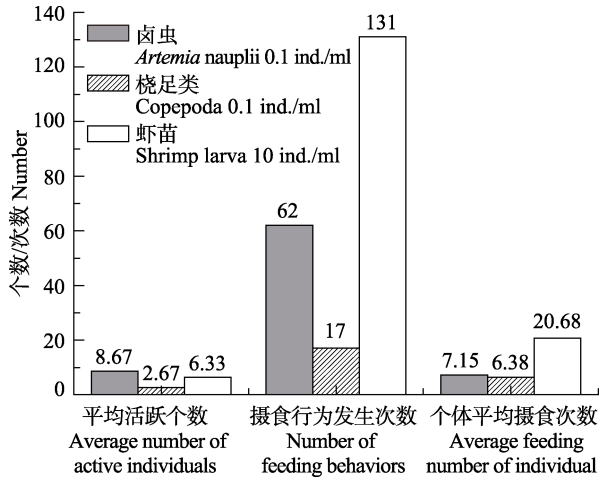 个数/次数 Number
140
120
100
80
60
40
20
0
卤虫
Artemia nauplii 0.1 ind./ml
桡足类
Copepoda 0.1 ind./ml
虾苗
Shrimp larva 10 ind./ml
8.67
2.67
6.33
62
17
131
7.15
6.38
20.68
平均活跃个数
Average number of
active individuals
摄食行为发生次数
Number of
feeding behaviors
个体平均摄食次数
Average feeding
number of individual